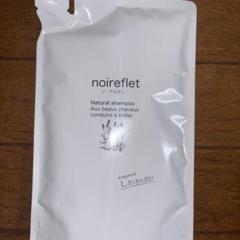 noireflet
ノ・アルフレ
Natural shampoo
Aux beaux cheveux
conduire à briller
Lavender